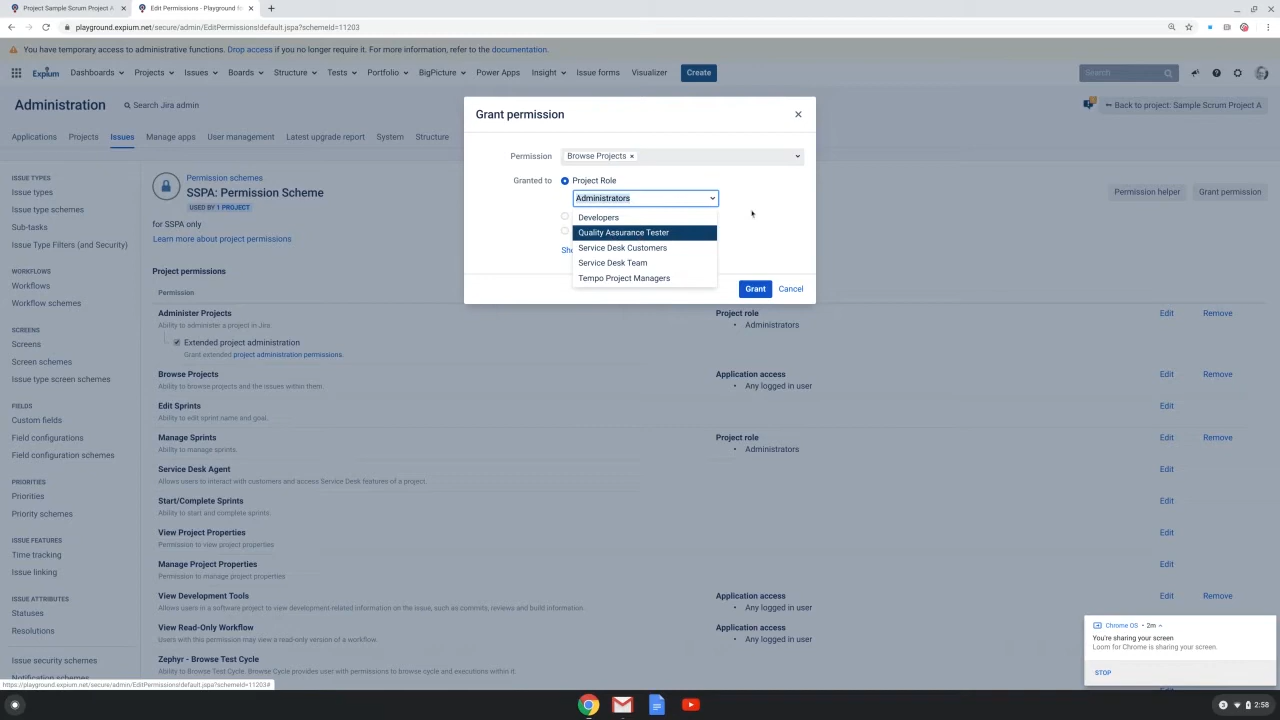 Project Sample Scrum Project A
Edit Permissions - Playground fo
playground.expium.net/secure/admin/EditPermissions!default.jspa?schemeId=11203
You have temporary access to administrative functions. Drop access if you no longer require it. For more information, refer to the documentation.
Expium Dashboards Projects Issues Boards Structure Tests Portfolio BigPicture Power Apps Insight Issue forms Visualizer Create Search
Administration Search Jira admin Back to project: Sample Scrum Project A
Applications Projects Issues Manage apps User management Latest upgrade report System Structure
Grant permission
Permission Browse Projects
Granted to Project Role
Administrators
Developers
Quality Assurance Tester
Service Desk Customers
Sho
Service Desk Team
Tempo Project Managers
Grant Cancel
ISSUE TYPES
Issue types
Issue type schemes
Sub-tasks
Issue Type Filters (and Security)
WORKFLOWS
Workflows
Workflow schemes
SCREENS
Screens
Screen schemes
Issue type screen schemes
FIELDS
Custom fields
Field configurations
Field configuration schemes
PRIORITIES
Priorities
Priority schemes
ISSUE FEATURES
Time tracking
Issue linking
ISSUE ATTRIBUTES
Statuses
Resolutions
Issue security schemes
Notification schemes
Permission schemes
SSPA: Permission Scheme
USED BY 1 PROJECT
Permission helper Grant permission
for SSPA only
Learn more about project permissions
Project permissions
Permission
Administer Projects Project role Edit Remove
Ability to administer a project in Jira. Administrators
Extended project administration
Grant extended project administration permissions.
Browse Projects Application access Edit Remove
Ability to browse projects and the issues within them. Any logged in user
Edit Sprints Edit
Ability to edit sprint name and goal.
Manage Sprints Project role Edit Remove
Ability to manage sprints. Administrators
Service Desk Agent Edit
Allows users to interact with customers and access Service Desk features of a project.
Start/Complete Sprints Edit
Ability to start and complete sprints.
View Project Properties Edit
Permission to view project properties
Manage Project Properties Edit
Permission to manage project properties
View Development Tools Application access Edit Remove
Allows users in a software project to view development-related information on the issue, such as commits, reviews and build information. Any logged in user
View Read-Only Workflow Application access
Users with this permission may view a read-only version of a workflow. Any logged in user
Zephyr - Browse Test Cycle
Ability to Browse Test Cycle. Browse Cycle provides user with permissions to browse cycle and executions within it.
Chrome OS • 2m
You're sharing your screen
Loom for Chrome is sharing your screen.
STOP
https://playground.expium.net/secure/admin/EditPermissions!default.jspa?schemeId=11203#
2:58